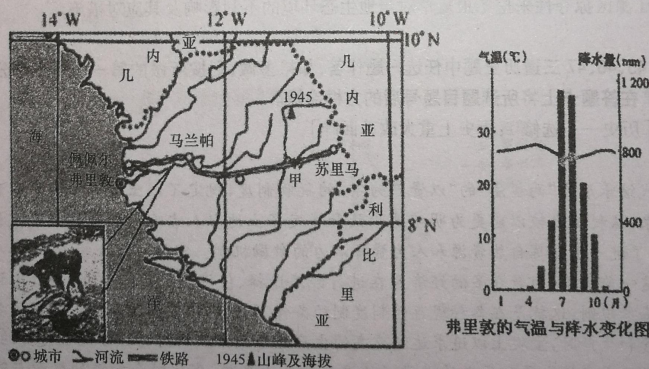 14°W 12°W 10°W
10°N
几 内 亚
几 内 亚
1945
海
马兰帕
佩佩尔
弗里敦
苏里马
甲
8°N
利 比 里 亚
洋
城市 河流 铁路 1945 山峰及海拔
气温(℃) 降水量(mm)
1 200
30
800
20
400
10
0
1 4 7 10(月)
弗里敦的气温与降水变化图